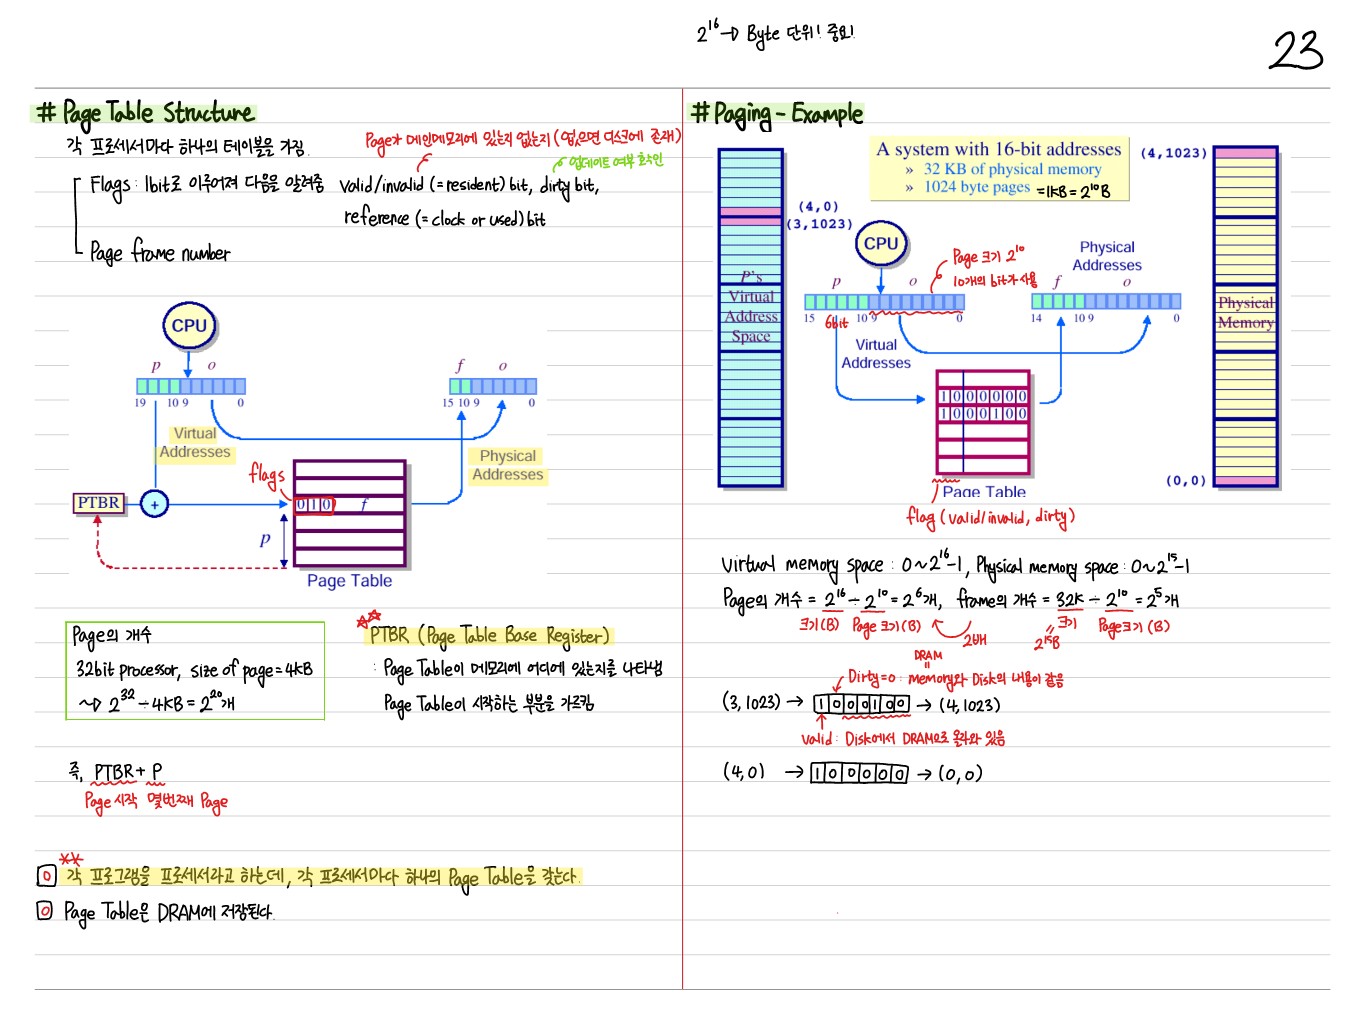 2^16 → Byte 단위! 중요!
23
# Page Table Structure
각 프로세서마다 하나의 테이블을 가짐.
Page가 메인메모리에 있는지 없는지 (없으면 디스크에 존재)
업데이트 여부 확인
Flags : 1bit로 이루어져 다음을 알려줌 valid/invalid (= resident) bit, dirty bit,
reference (= clock or used) bit
Page frame number
CPU
p o
19 10 9 0
Virtual
Addresses
f o
15 10 9 0
Physical
Addresses
flags
PTBR
+
0 1 0 f
p
Page Table
Page의 개수
32bit processor, size of page = 4KB
~> 2^32 ÷ 4KB = 2^20개
PTBR (Page Table Base Register)
: Page Table이 메모리에 어디에 있는지를 나타냄
Page Table이 시작하는 부분을 가르킴
즉, PTBR + P
Page 시작 몇번째 Page
각 프로그램을 프로세서라고 하는데, 각 프로세서마다 하나의 Page Table을 갖는다.
Page Table은 DRAM에 저장된다.
# Paging - Example
A system with 16-bit addresses
» 32 KB of physical memory
» 1024 byte pages = 1KB = 2^10 B
(4,1023)
(4,0)
(3,1023)
CPU
Page 크기 2^10
10개의 bit가 사용
Physical
Addresses
P's
Virtual
Address
Space
p o
15 10 9 0
6bit
f o
14 10 9 0
Physical
Memory
Virtual
Addresses
1 0 0 0 0 0 0
1 0 0 0 1 0 0
(0,0)
Page Table
flag (valid/invalid, dirty)
Virtual memory space : 0 ~ 2^16 - 1, Physical memory space : 0 ~ 2^15 - 1
Page의 개수 = 2^16 ÷ 2^10 = 2^6개, frame의 개수 = 32K ÷ 2^10 = 2^5개
크기(B) Page 크기(B) 2배 크기 Page크기 (B)
= 2^15 B
DRAM
=
Dirty=0 : memory와 Disk의 내용이 같음
(3, 1023) → 1 0 0 0 1 0 0 → (4, 1023)
valid : Disk에서 DRAM으로 올라와 있음
(4, 0) → 1 0 0 0 0 0 → (0, 0)